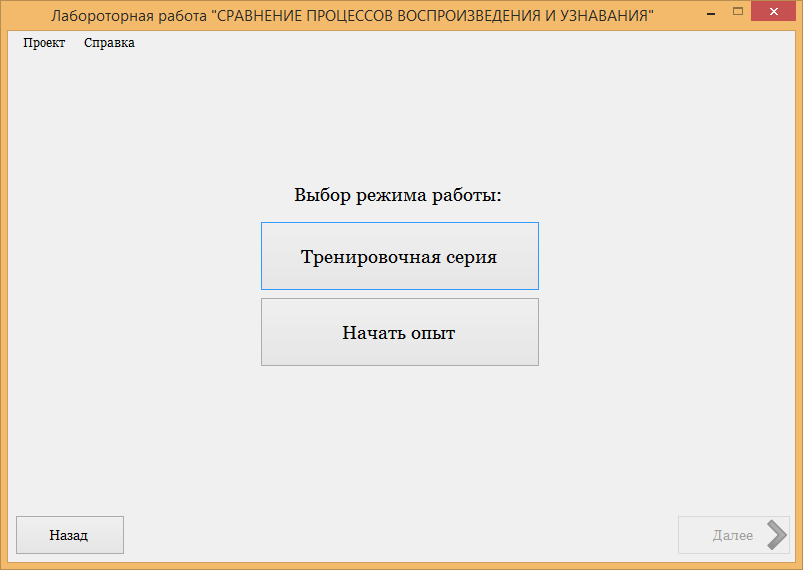 Лабороторная работа "СРАВНЕНИЕ ПРОЦЕССОВ ВОСПРОИЗВЕДЕНИЯ И УЗНАВАНИЯ"
Проект Справка
Выбор режима работы:
Тренировочная серия
Начать опыт
Назад Далее